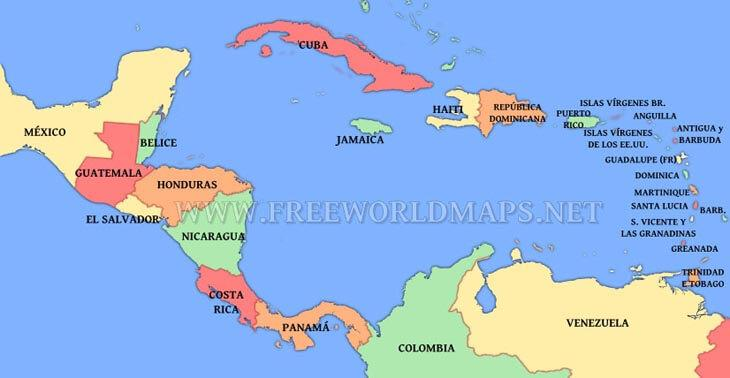 CUBA
MÉXICO
BELICE
GUATEMALA
HONDURAS
EL SALVADOR
NICARAGUA
COSTA
RICA
PANAMÁ
JAMAICA
HAITI
REPÚBLICA
DOMINICANA
PUERTO
RICO
ISLAS VÍRGENES BR.
ANGUILLA
ISLAS VÍRGENES
DE LOS EE.UU.
ANTIGUA y
BARBUDA
GUADALUPE (FR)
DOMINICA
MARTINIQUE
SANTA LUCIA
BARB.
S. VICENTE Y
LAS GRANADINAS
GREANADA
TRINIDAD
E TOBAGO
COLOMBIA
VENEZUELA
WWW.FREEWORLDMAPS.NET